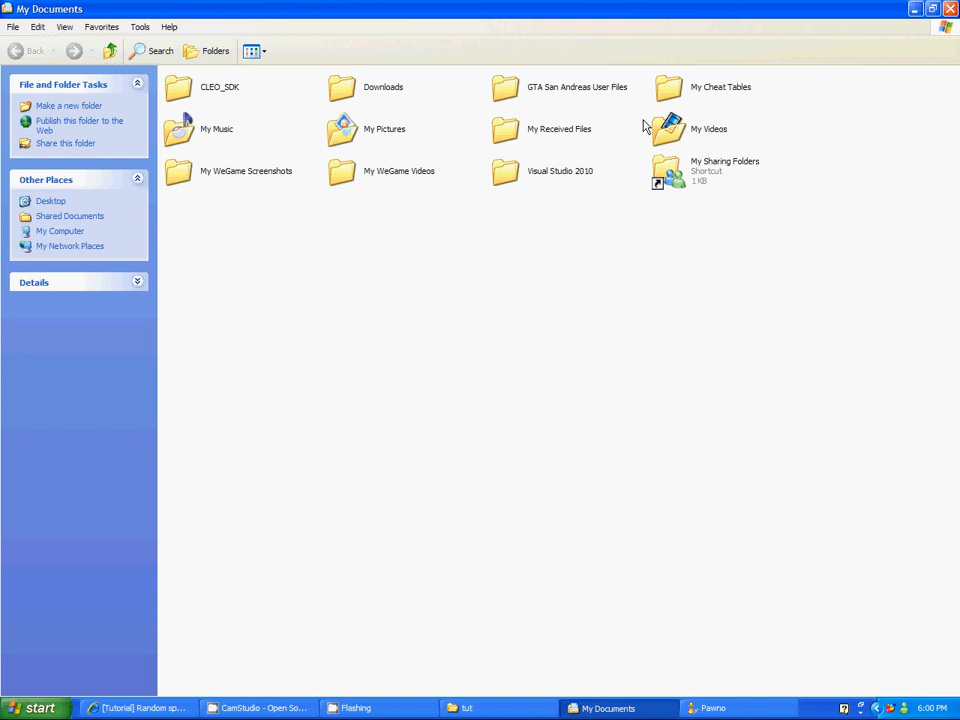 My Documents
File Edit View Favorites Tools Help
Back Search Folders
File and Folder Tasks
Make a new folder
Publish this folder to the
Web
Share this folder
Other Places
Desktop
Shared Documents
My Computer
My Network Places
Details
CLEO_SDK Downloads GTA San Andreas User Files My Cheat Tables
My Music My Pictures My Received Files My Videos
My WeGame Screenshots My WeGame Videos Visual Studio 2010 My Sharing Folders
Shortcut
1 KB
start [Tutorial] Random sp... CamStudio - Open So... Flashing tut My Documents Pawno 6:00 PM